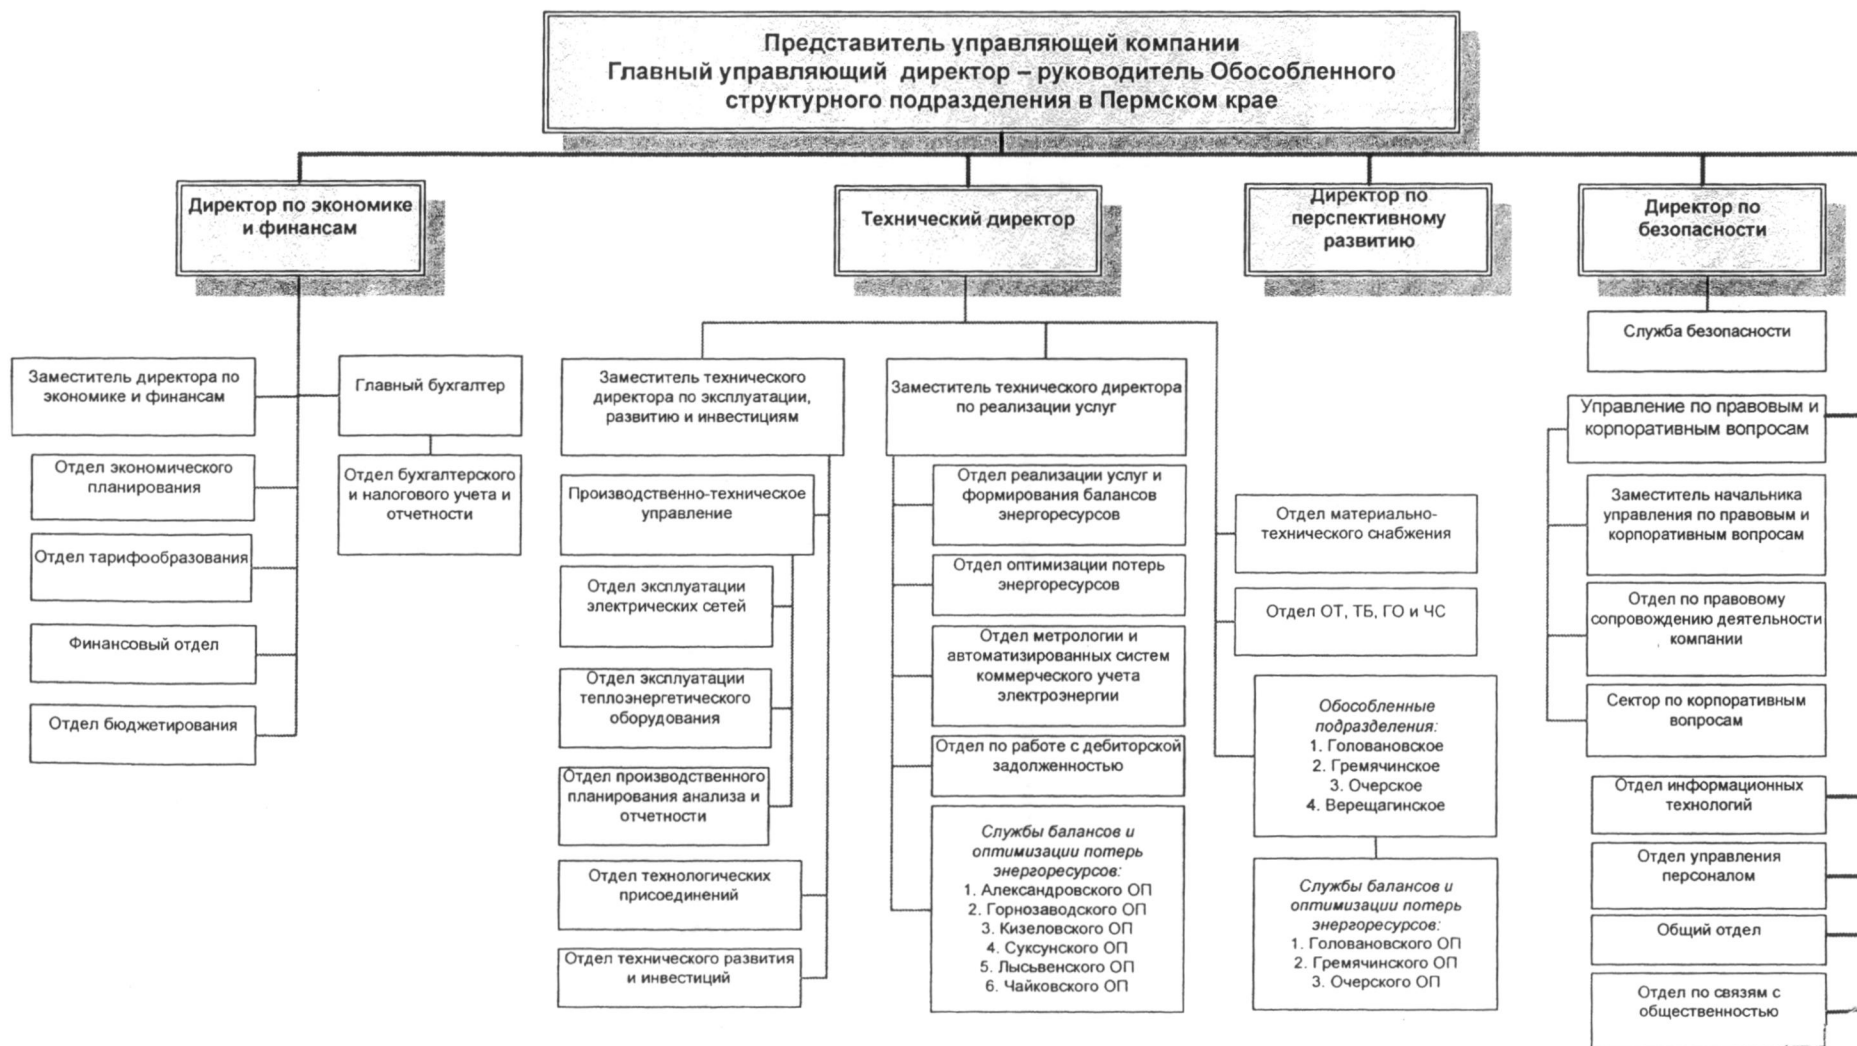 Представитель управляющей компании
Главный управляющий директор – руководитель Обособленного
структурного подразделения в Пермском крае
Директор по экономике
и финансам
Технический директор
Директор по
перспективному
развитию
Директор по
безопасности
Служба безопасности
Заместитель директора по
экономике и финансам
Главный бухгалтер
Отдел экономического
планирования
Отдел бухгалтерского
и налогового учета и
отчетности
Отдел тарифообразования
Финансовый отдел
Отдел бюджетирования
Заместитель технического
директора по эксплуатации,
развитию и инвестициям
Производственно-техническое
управление
Отдел эксплуатации
электрических сетей
Отдел эксплуатации
теплоэнергетического
оборудования
Отдел производственного
планирования анализа и
отчетности
Отдел технологических
присоединений
Отдел технического развития
и инвестиций
Заместитель технического директора
по реализации услуг
Отдел реализации услуг и
формирования балансов
энергоресурсов
Отдел оптимизации потерь
энергоресурсов
Отдел метрологии и
автоматизированных систем
коммерческого учета
электроэнергии
Отдел по работе с дебиторской
задолженностью
Службы балансов и
оптимизации потерь
энергоресурсов:
1. Александровского ОП
2. Горнозаводского ОП
3. Кизеловского ОП
4. Суксунского ОП
5. Лысьвенского ОП
6. Чайковского ОП
Отдел материально-
технического снабжения
Отдел ОТ, ТБ, ГО и ЧС
Обособленные
подразделения:
1. Головановское
2. Гремячинское
3. Очерское
4. Верещагинское
Службы балансов и
оптимизации потерь
энергоресурсов:
1. Головановского ОП
2. Гремячинского ОП
3. Очерского ОП
Управление по правовым и
корпоративным вопросам
Заместитель начальника
управления по правовым и
корпоративным вопросам
Отдел по правовому
сопровождению деятельности
компании
Сектор по корпоративным
вопросам
Отдел информационных
технологий
Отдел управления
персоналом
Общий отдел
Отдел по связям с
общественностью